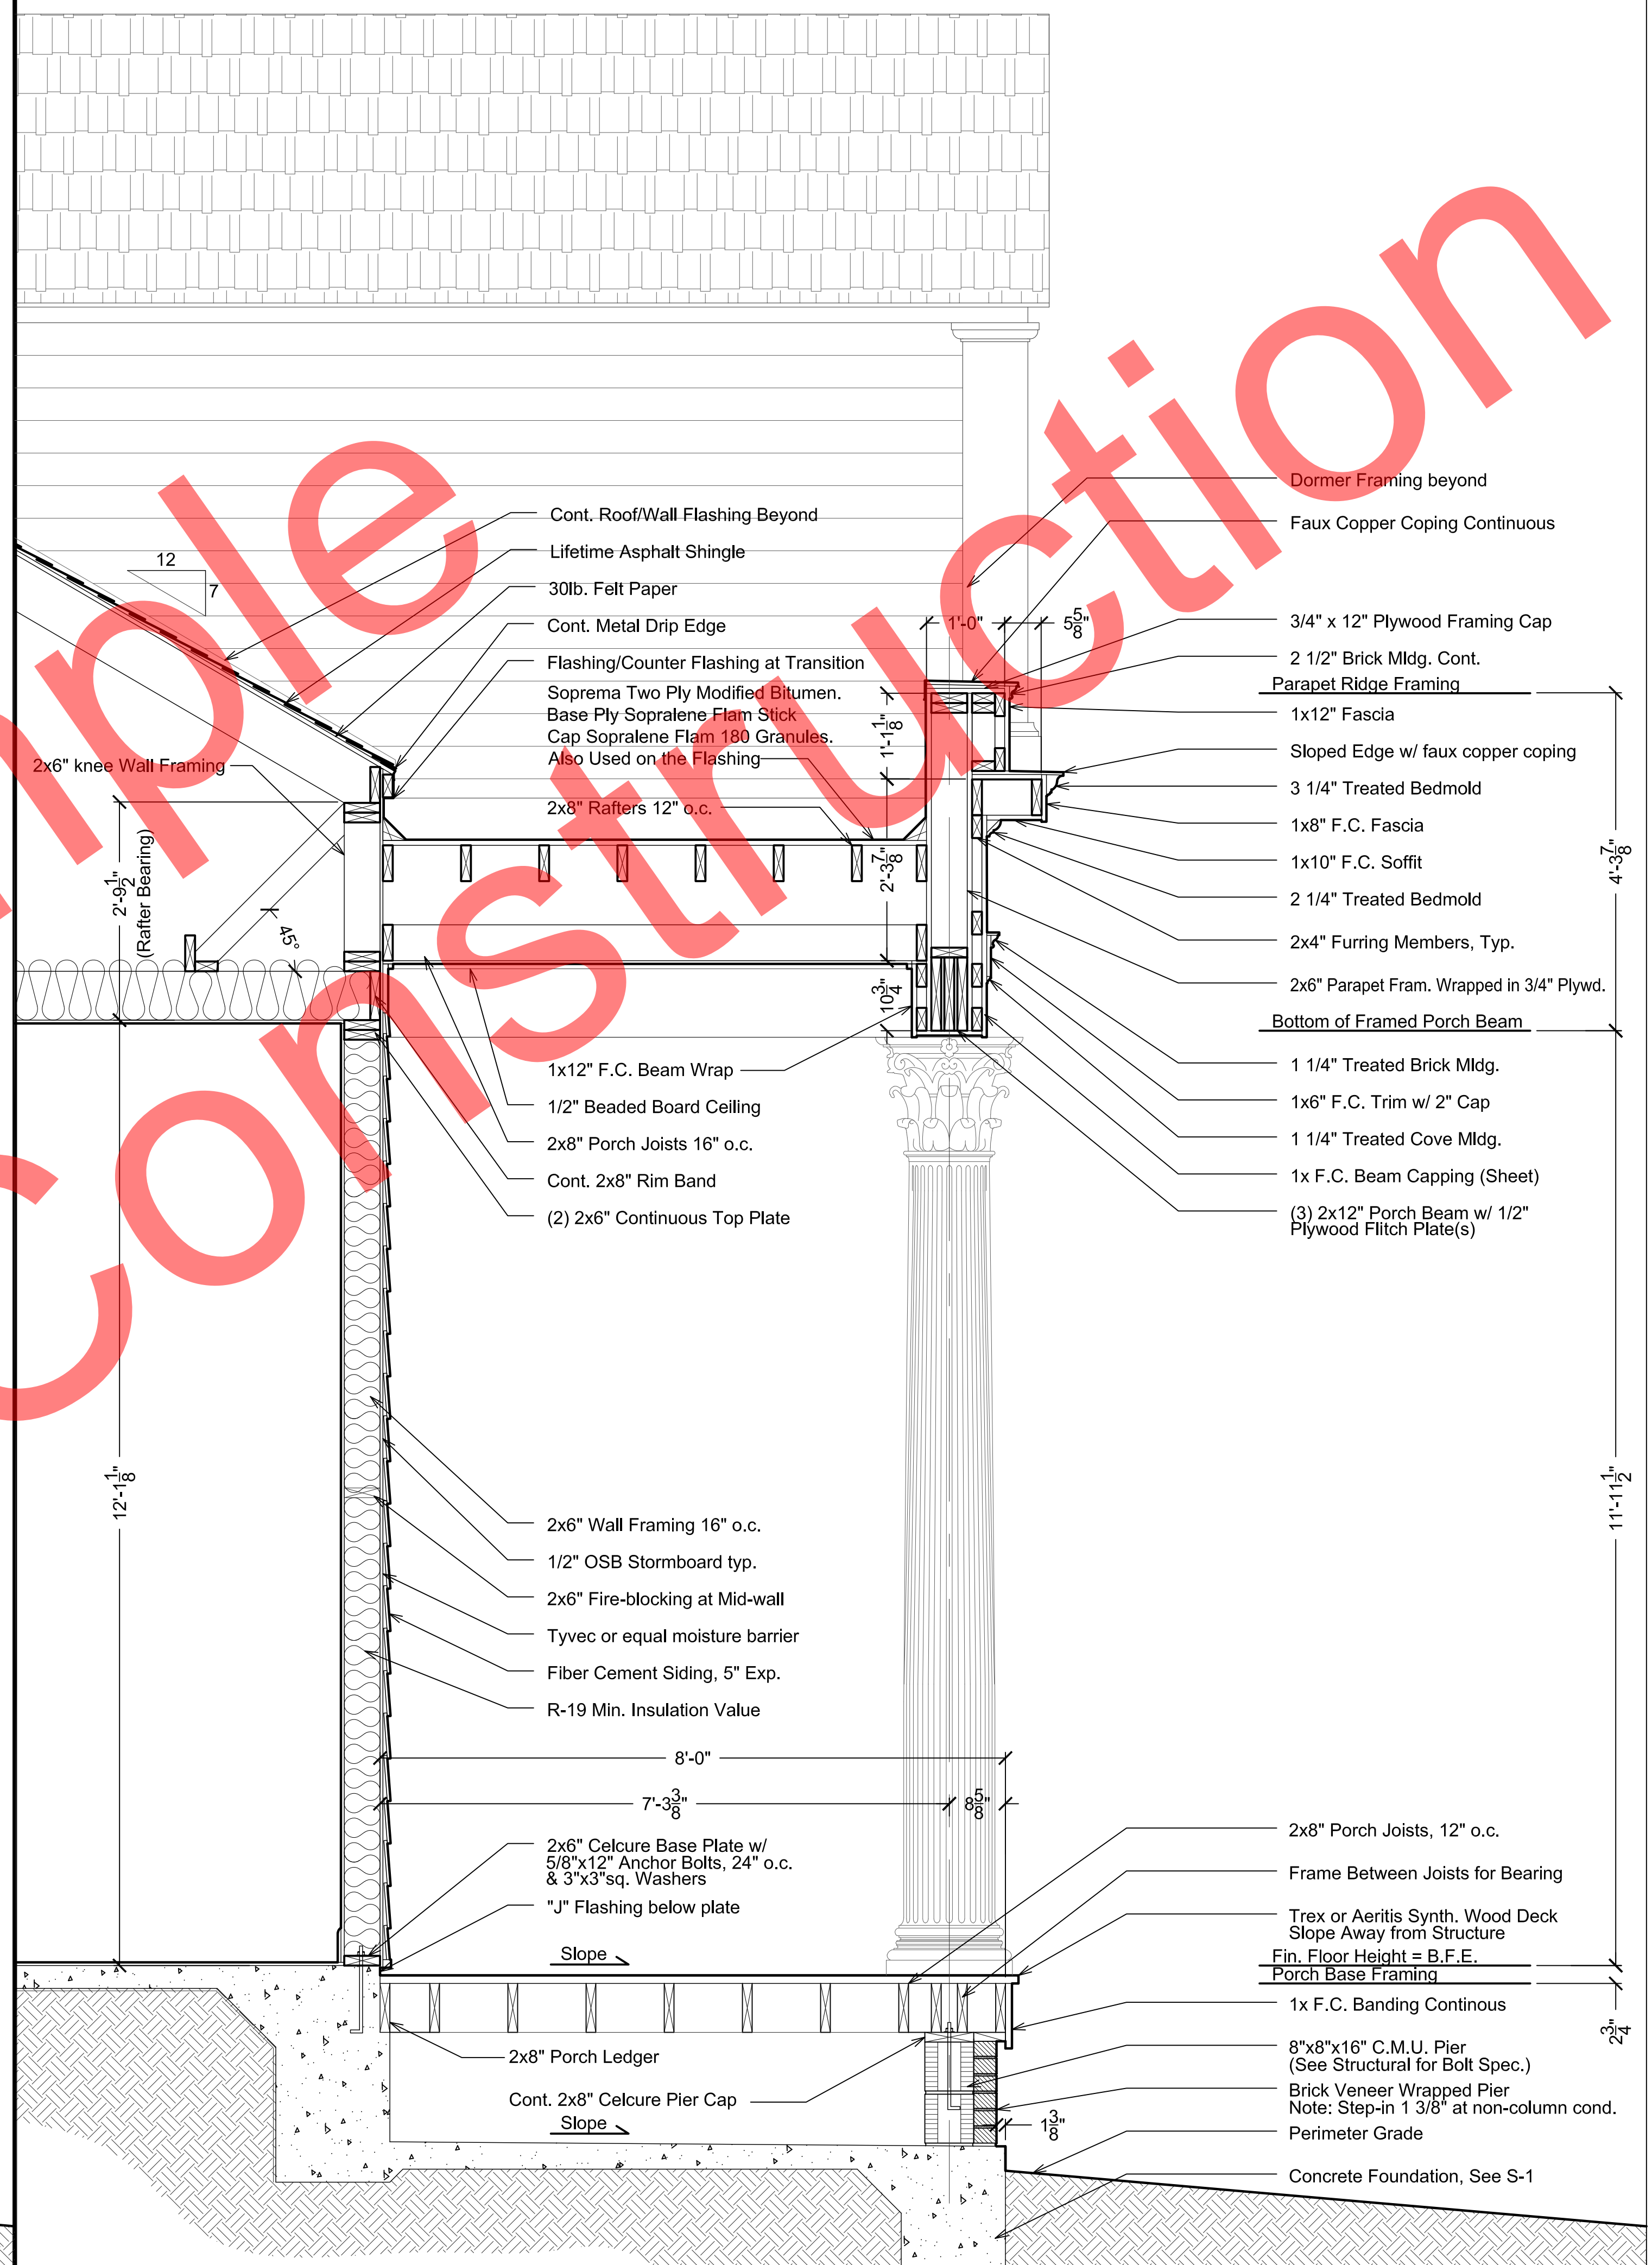 Cont. Roof/Wall Flashing Beyond
Lifetime Asphalt Shingle
30lb. Felt Paper
Cont. Metal Drip Edge
Flashing/Counter Flashing at Transition
Soprema Two Ply Modified Bitumen.
Base Ply Sopralene Flam Stick
Cap Sopralene Flam 180 Granules.
Also Used on the Flashing
2x8" Rafters 12" o.c.
12
7
2x6" knee Wall Framing
2'-9 1/2"
(Rafter Bearing)
45°
1'-0"
5 5/8"
1'-1 1/8"
2'-3 7/8"
10 3/4"
Dormer Framing beyond
Faux Copper Coping Continuous
3/4" x 12" Plywood Framing Cap
2 1/2" Brick Mldg. Cont.
Parapet Ridge Framing
1x12" Fascia
Sloped Edge w/ faux copper coping
3 1/4" Treated Bedmold
1x8" F.C. Fascia
1x10" F.C. Soffit
2 1/4" Treated Bedmold
2x4" Furring Members, Typ.
2x6" Parapet Fram. Wrapped in 3/4" Plywd.
Bottom of Framed Porch Beam
1 1/4" Treated Brick Mldg.
1x6" F.C. Trim w/ 2" Cap
1 1/4" Treated Cove Mldg.
1x F.C. Beam Capping (Sheet)
(3) 2x12" Porch Beam w/ 1/2"
Plywood Flitch Plate(s)
4'-3 7/8"
1x12" F.C. Beam Wrap
1/2" Beaded Board Ceiling
2x8" Porch Joists 16" o.c.
Cont. 2x8" Rim Band
(2) 2x6" Continuous Top Plate
12'-1 1/8"
11'-11 1/2"
2x6" Wall Framing 16" o.c.
1/2" OSB Stormboard typ.
2x6" Fire-blocking at Mid-wall
Tyvec or equal moisture barrier
Fiber Cement Siding, 5" Exp.
R-19 Min. Insulation Value
8'-0"
7'-3 3/8"
8 5/8"
2x6" Celcure Base Plate w/
5/8"x12" Anchor Bolts, 24" o.c.
& 3"x3"sq. Washers
"J" Flashing below plate
Slope
2x8" Porch Ledger
Cont. 2x8" Celcure Pier Cap
Slope
1 3/8"
2x8" Porch Joists, 12" o.c.
Frame Between Joists for Bearing
Trex or Aeritis Synth. Wood Deck
Slope Away from Structure
Fin. Floor Height = B.F.E.
Porch Base Framing
1x F.C. Banding Continous
8"x8"x16" C.M.U. Pier
(See Structural for Bolt Spec.)
Brick Veneer Wrapped Pier
Note: Step-in 1 3/8" at non-column cond.
Perimeter Grade
Concrete Foundation, See S-1
2 3/4"
mple
Construction